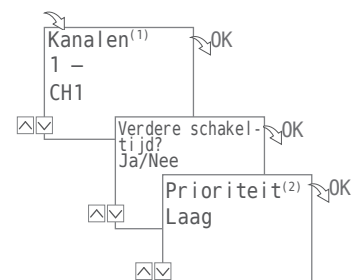 Kanalen(1)
OK
1 –
CH1
Verdere schakel-
tijd?
OK
Ja/Nee
Prioriteit(2)
OK
Laag